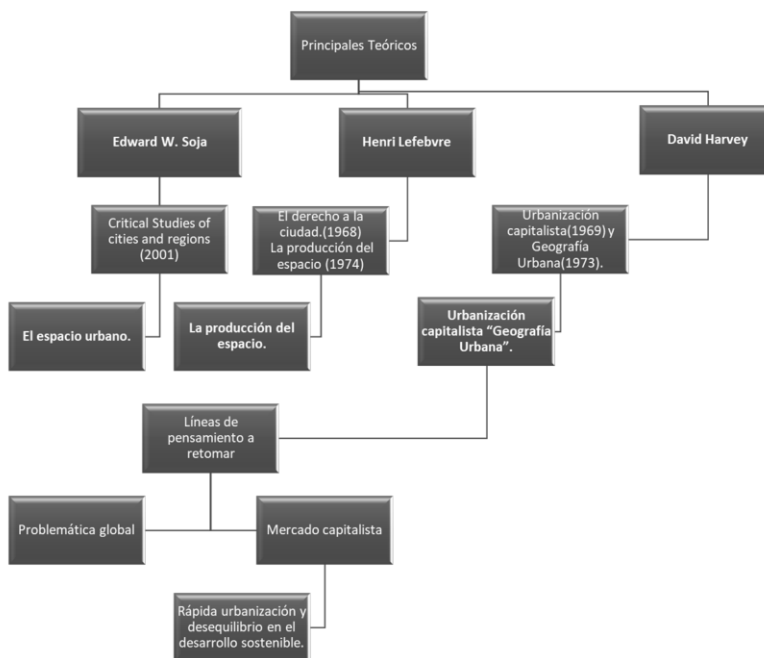 Principales Teóricos
Edward W. Soja
Henri Lefebvre
David Harvey
Critical Studies of
cities and regions
(2001)
El derecho a la
ciudad.(1968)
La producción del
espacio (1974)
Urbanización
capitalista(1969) y
Geografía
Urbana(1973).
El espacio urbano.
La producción del
espacio.
Urbanización
capitalista “Geografía
Urbana”.
Líneas de
pensamiento a
retomar
Problemática global
Mercado capitalista
Rápida urbanización y
desequilibrio en el
desarrollo sostenible.